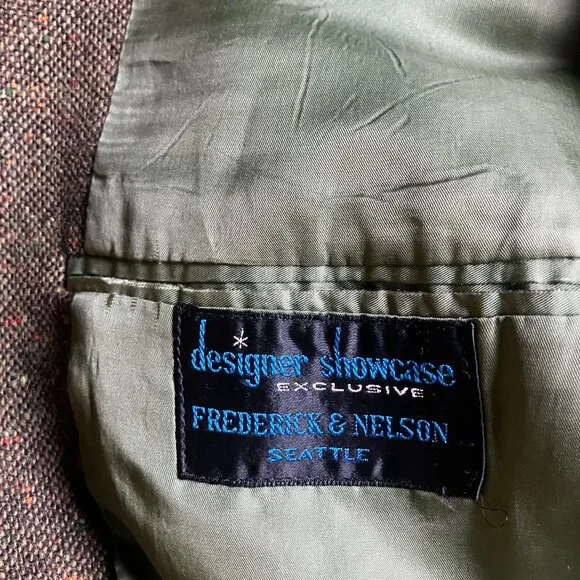 designer showcase
EXCLUSIVE
FREDERICK & NELSON
SEATTLE